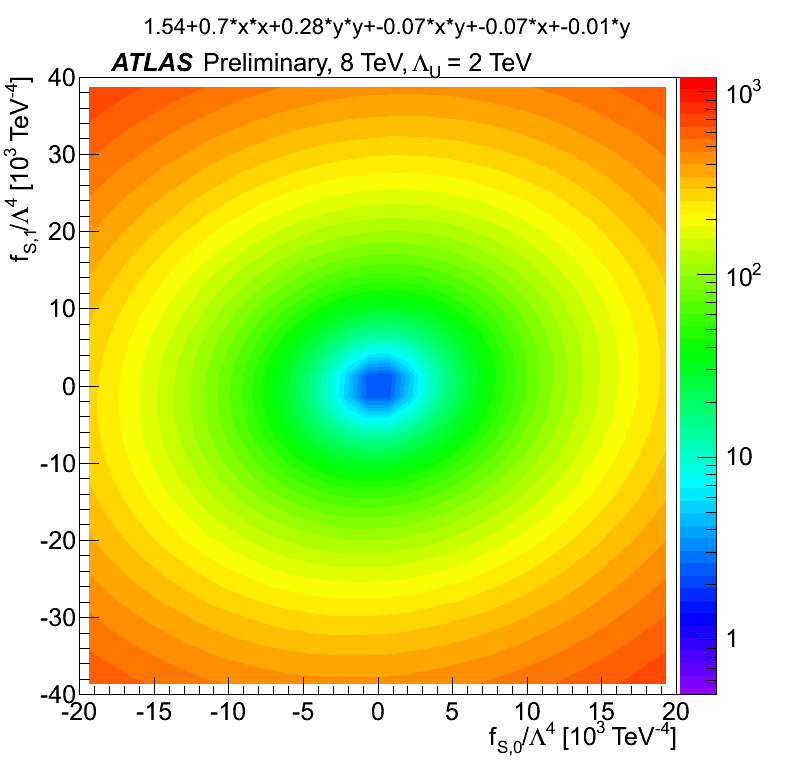 1.54+0.7*x*x+0.28*y*y+-0.07*x*y+-0.07*x+-0.01*y
ATLAS Preliminary, 8 TeV, Λ_U = 2 TeV
f_S,1/Λ^4 [10^3 TeV^-4]
40
30
20
10
0
-10
-20
-30
-40
-20 -15 -10 -5 0 5 10 15 20
f_S,0/Λ^4 [10^3 TeV^-4]
10^3
10^2
10
1